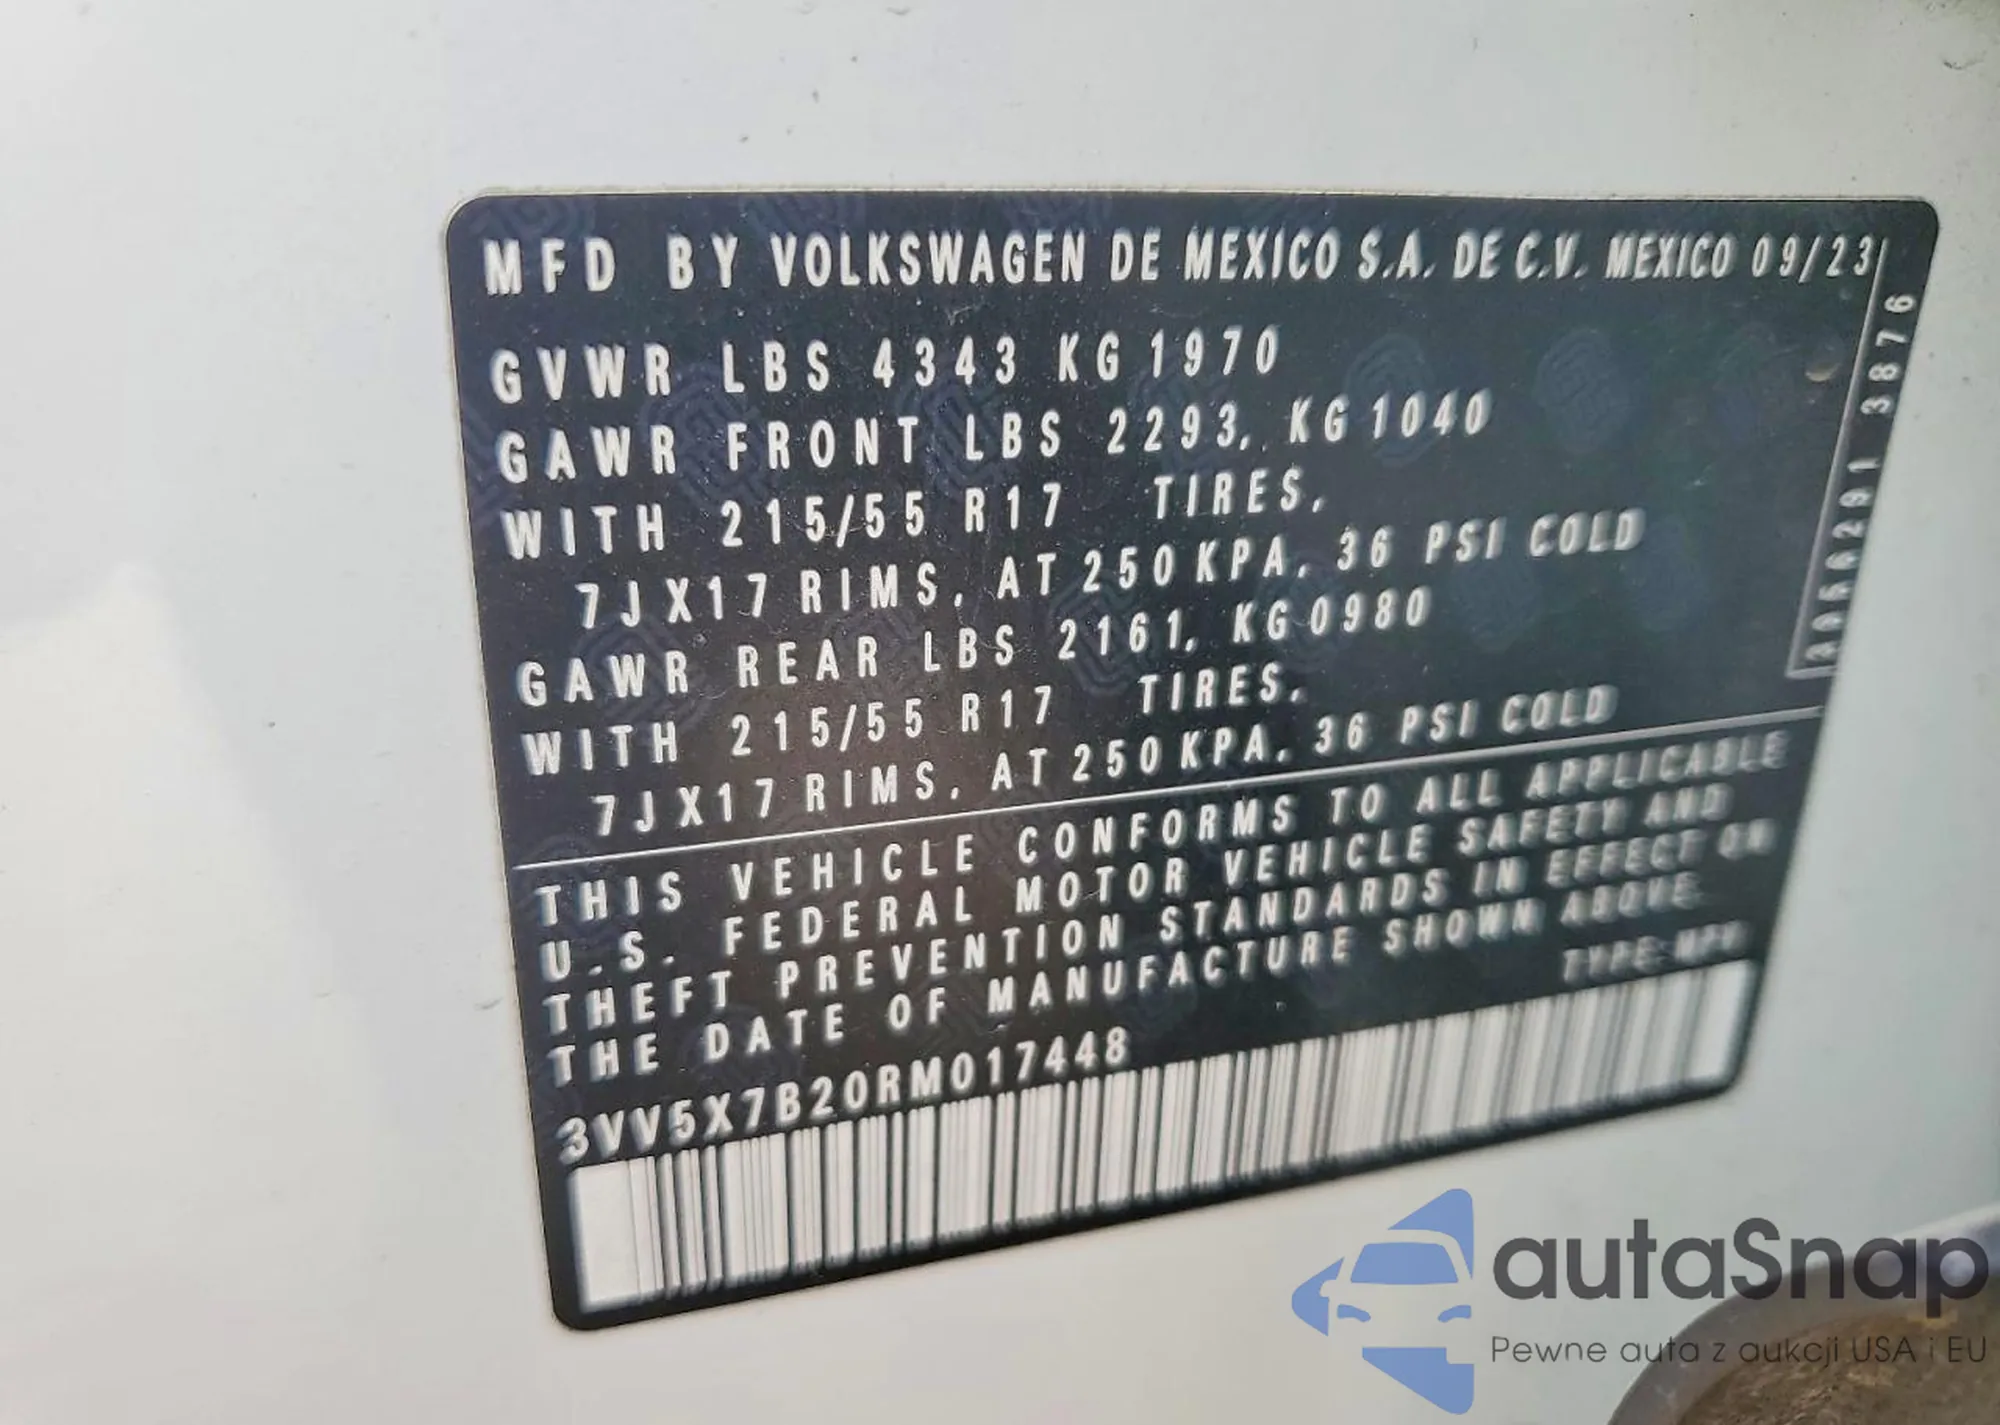 MFD BY VOLKSWAGEN DE MEXICO S.A. DE C.V. MEXICO 09/23
GVWR LBS 4343 KG 1970
GAWR FRONT LBS 2293, KG 1040
WITH 215/55 R17 TIRES,
7JX17 RIMS, AT 250 KPA, 36 PSI COLD
GAWR REAR LBS 2161, KG 0980
WITH 215/55 R17 TIRES,
7JX17 RIMS, AT 250 KPA, 36 PSI COLD
THIS VEHICLE CONFORMS TO ALL APPLICABLE
U.S. FEDERAL MOTOR VEHICLE SAFETY AND
THEFT PREVENTION STANDARDS IN EFFECT ON
THE DATE OF MANUFACTURE SHOWN ABOVE.
TYPE: MPV
3VV5X7B20RM017448
3876
autaSnap
Pewne auta z aukcji USA i EU